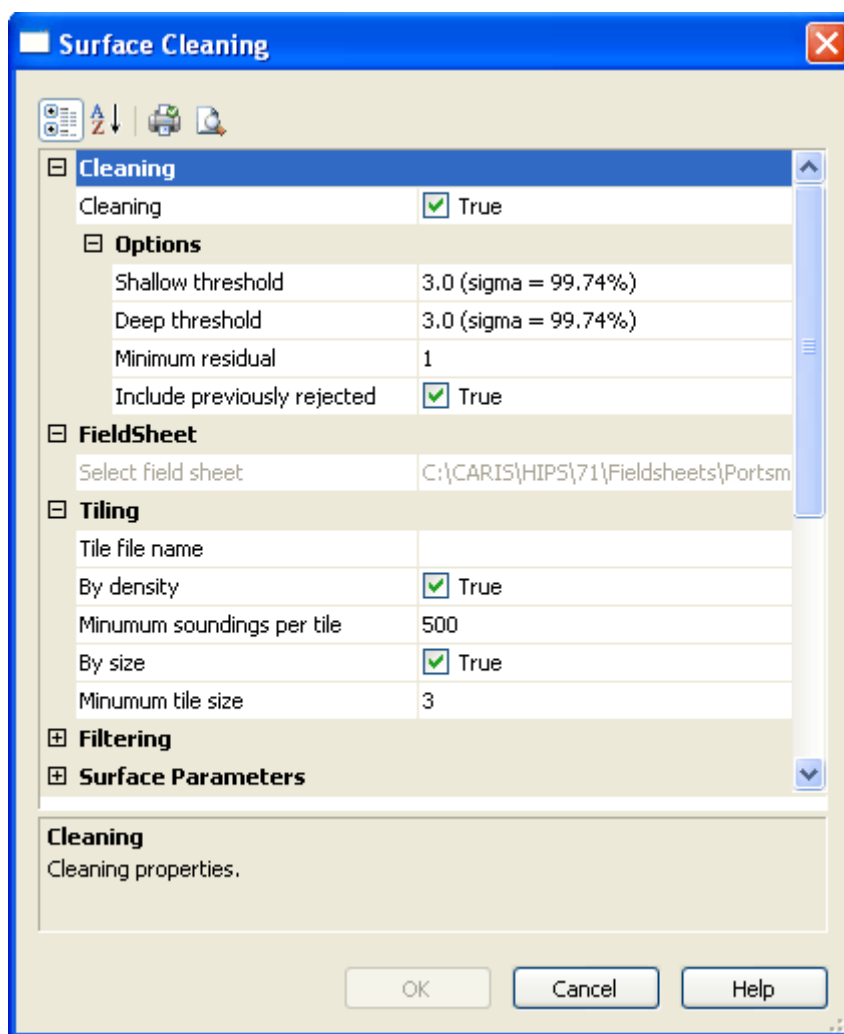 Surface Cleaning
Cleaning
Cleaning True
Options
Shallow threshold 3.0 (sigma = 99.74%)
Deep threshold 3.0 (sigma = 99.74%)
Minimum residual 1
Include previously rejected True
FieldSheet
Select field sheet C:\CARIS\HIPS\71\Fieldsheets\Portsm
Tiling
Tile file name
By density True
Minumum soundings per tile 500
By size True
Minumum tile size 3
Filtering
Surface Parameters
Cleaning
Cleaning properties.
OK Cancel Help